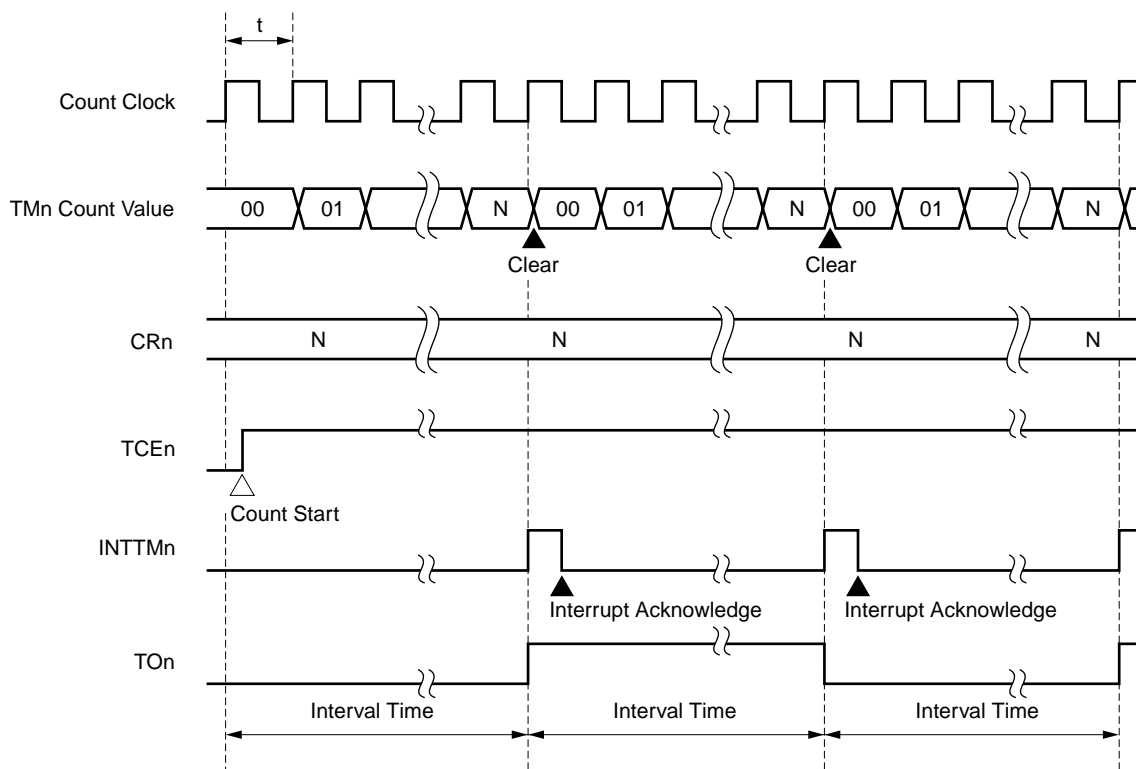 t
Count Clock
TMn Count Value 00 01 N 00 01 N 00 01 N
Clear Clear
CRn N N N N
TCEn
Count Start
INTTMn
Interrupt Acknowledge Interrupt Acknowledge
TOn
Interval Time Interval Time Interval Time